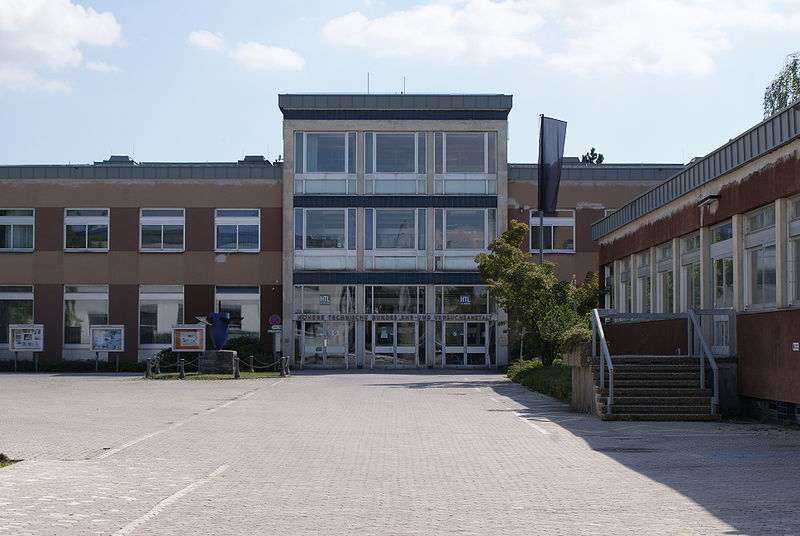 HTL HTL
HÖHERE TECHNISCHE BUNDES-LEHR-UND VERSUCHSANSTALT